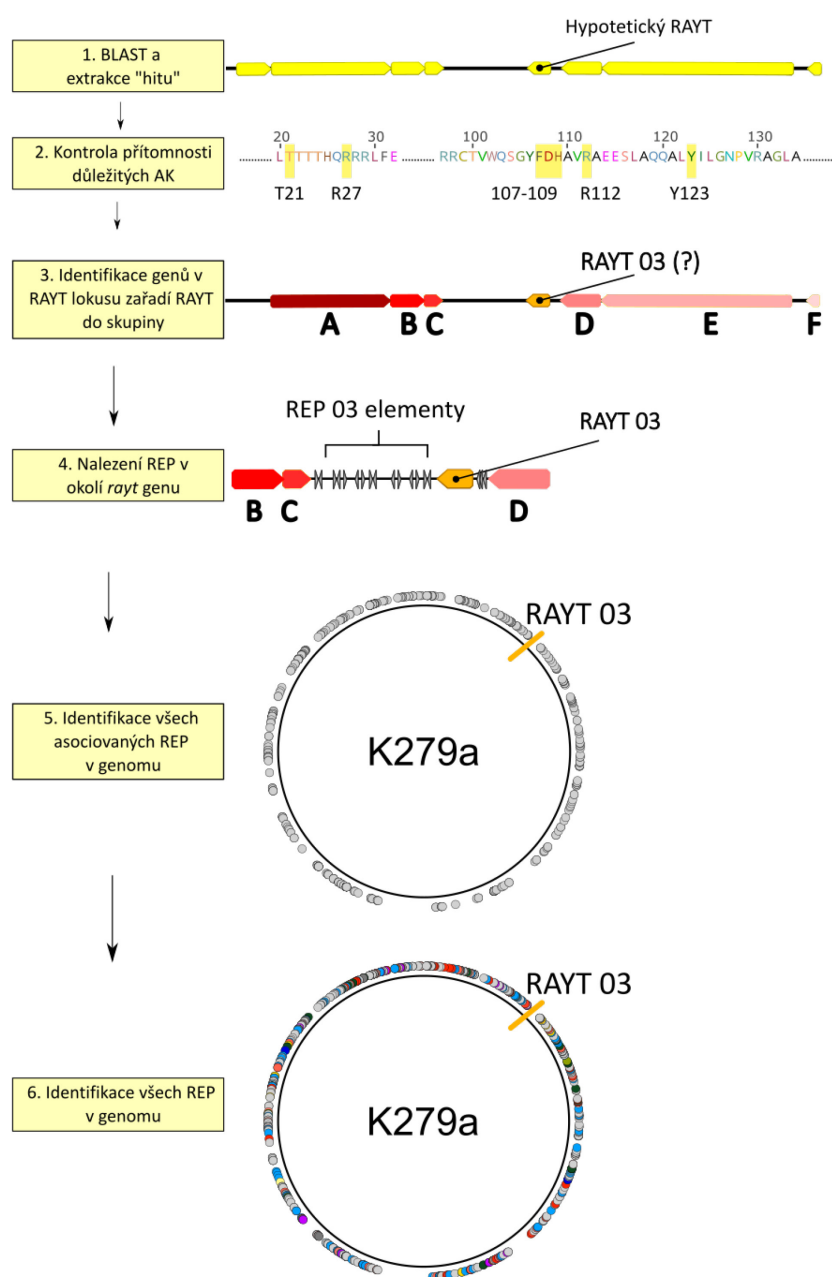 Hypotetický RAYT
1. BLAST a
extrakce "hitu"
20 30 100 110 120 130
2. Kontrola přítomnosti
důležitých AK
.........LTTTTTHQRRRRLFE......... RRCTVWQSGYFDHAVRAEESLAQQALYILGNPVRAGLA.........
T21 R27 107-109 R112 Y123
RAYT 03 (?)
3. Identifikace genů v
RAYT lokusu zařadí RAYT
do skupiny
A B C D E F
REP 03 elementy
RAYT 03
4. Nalezení REP v
okolí rayt genu
B C D
RAYT 03
5. Identifikace všech
asociovaných REP
v genomu
K279a
RAYT 03
6. Identifikace všech REP
v genomu
K279a